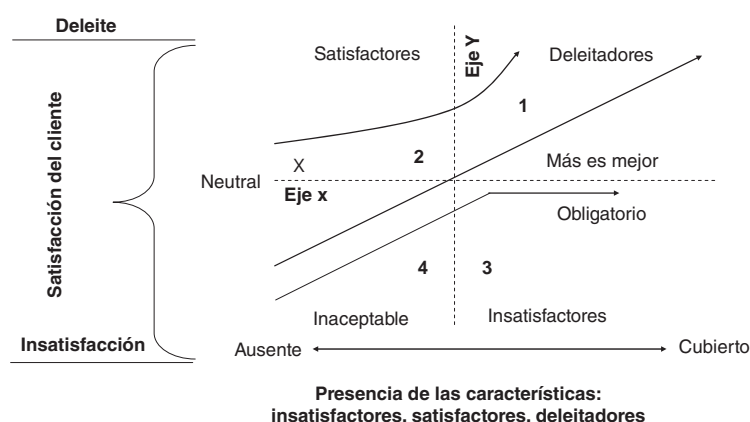 Deleite
Satisfactores
Eje Y
Deleitadores
1
Satisfacción del cliente
X
2
Más es mejor
Neutral
Eje x
Obligatorio
4
3
Inaceptable
Insatisfactores
Insatisfacción
Ausente
Cubierto
Presencia de las características:
insatisfactores, satisfactores, deleitadores